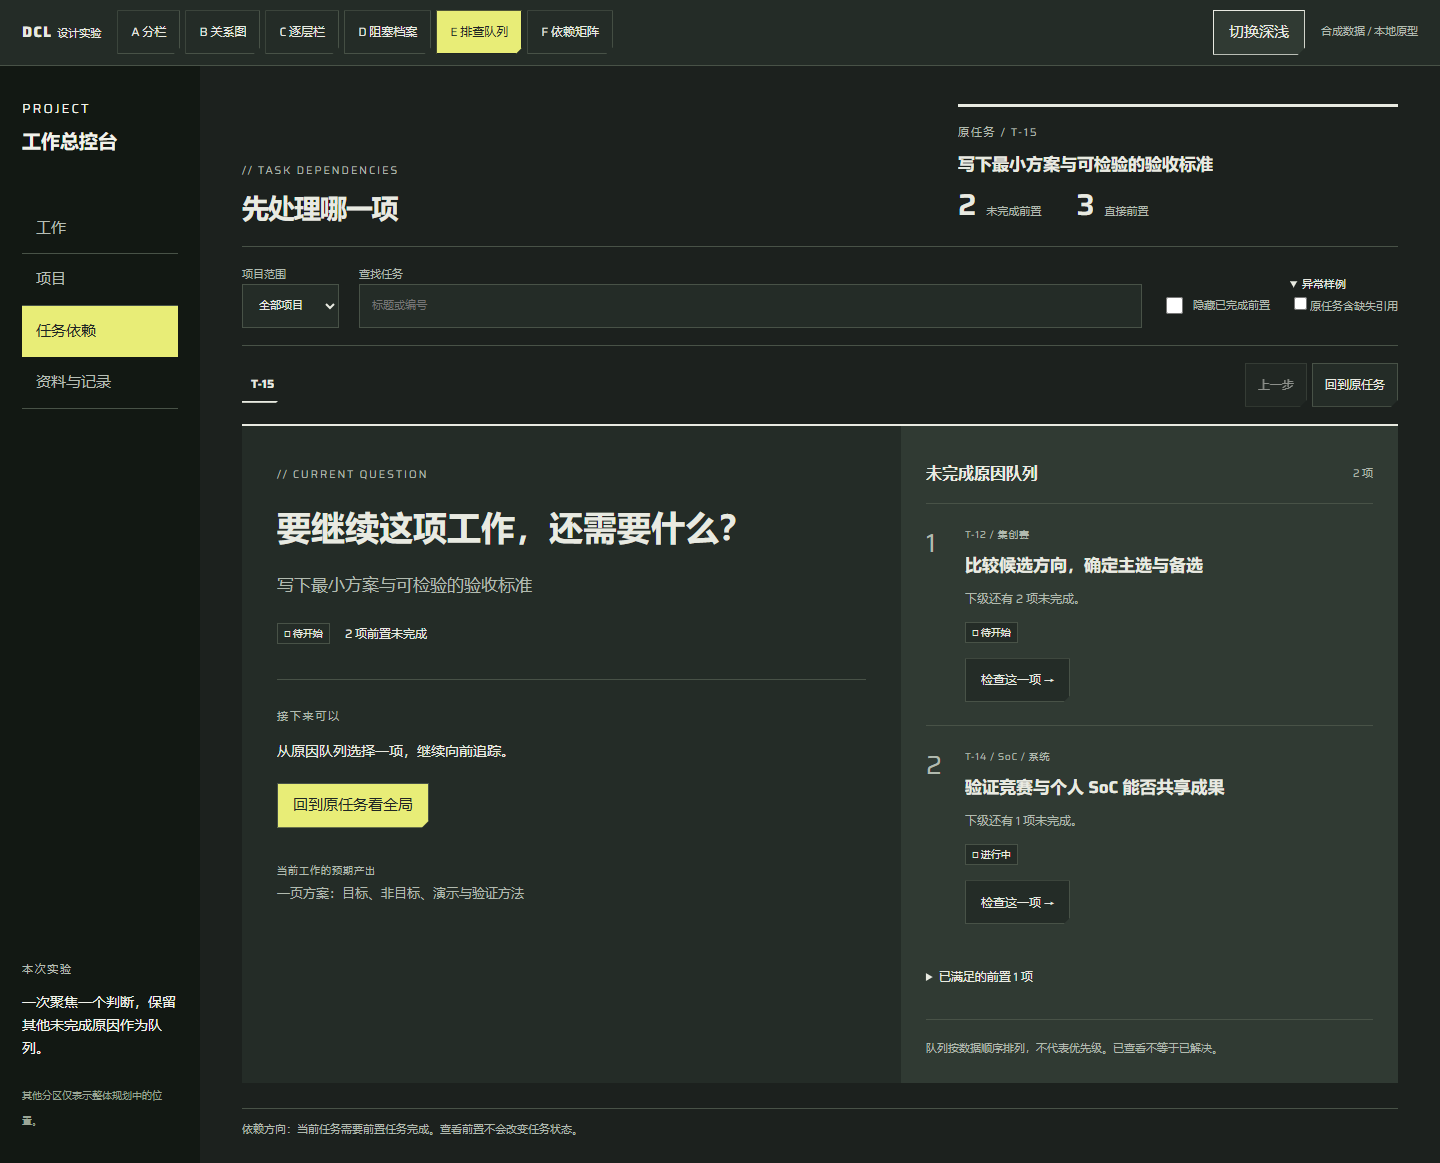 DCL 设计实验
A 分栏
B 关系图
C 逐层栏
D 阻塞档案
E 排查队列
F 依赖矩阵
切换深浅
合成数据 / 本地原型
PROJECT
工作总控台
工作
项目
任务依赖
资料与记录
本次实验
一次聚焦一个判断，保留
其他未完成原因作为队
列。
其他分区仅表示整体规划中的位
置。
// TASK DEPENDENCIES
先处理哪一项
原任务 / T-15
写下最小方案与可检验的验收标准
2 未完成前置
3 直接前置
项目范围
全部项目
查找任务
标题或编号
隐藏已完成前置
▼ 异常样例
原任务含缺失引用
T-15
上一步
回到原任务
// CURRENT QUESTION
要继续这项工作，还需要什么？
写下最小方案与可检验的验收标准
待开始
2 项前置未完成
接下来可以
从原因队列选择一项，继续向前追踪。
回到原任务看全局
当前工作的预期产出
一页方案：目标、非目标、演示与验证方法
未完成原因队列
2 项
1
T-12 / 集创赛
比较候选方向，确定主选与备选
下级还有 2 项未完成。
待开始
检查这一项 →
2
T-14 / SoC / 系统
验证竞赛与个人 SoC 能否共享成果
下级还有 1 项未完成。
进行中
检查这一项 →
▶ 已满足的前置 1 项
队列按数据顺序排列，不代表优先级。已查看不等于已解决。
依赖方向：当前任务需要前置任务完成。查看前置不会改变任务状态。